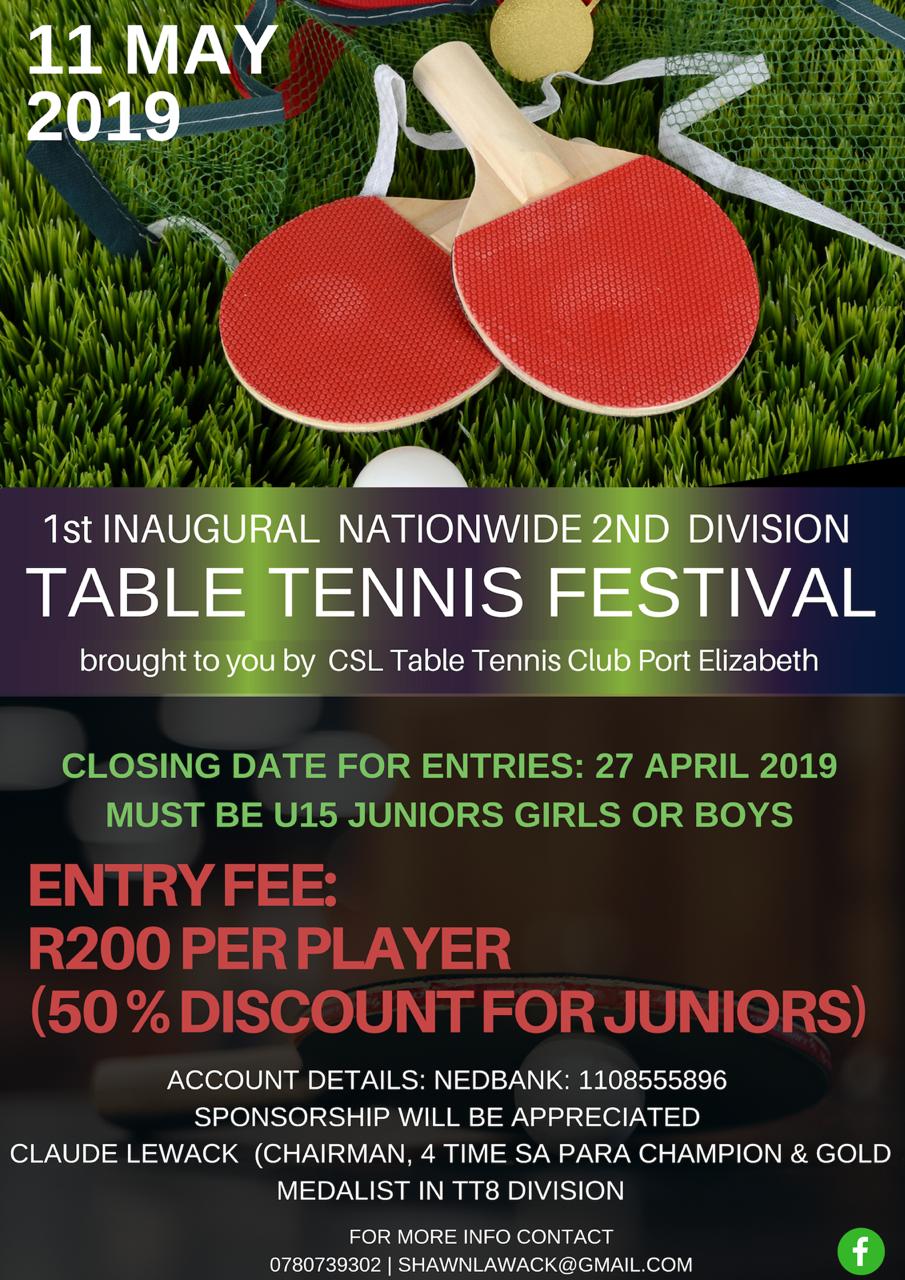 11 MAY
2019
1st INAUGURAL NATIONWIDE 2ND DIVISION
TABLE TENNIS FESTIVAL
brought to you by CSL Table Tennis Club Port Elizabeth
CLOSING DATE FOR ENTRIES: 27 APRIL 2019
MUST BE U15 JUNIORS GIRLS OR BOYS
ENTRY FEE:
R200 PER PLAYER
(50 % DISCOUNT FOR JUNIORS)
ACCOUNT DETAILS: NEDBANK: 1108555896
SPONSORSHIP WILL BE APPRECIATED
CLAUDE LEWACK (CHAIRMAN, 4 TIME SA PARA CHAMPION & GOLD
MEDALIST IN TT8 DIVISION
FOR MORE INFO CONTACT
0780739302 | SHAWNLAWACK@GMAIL.COM